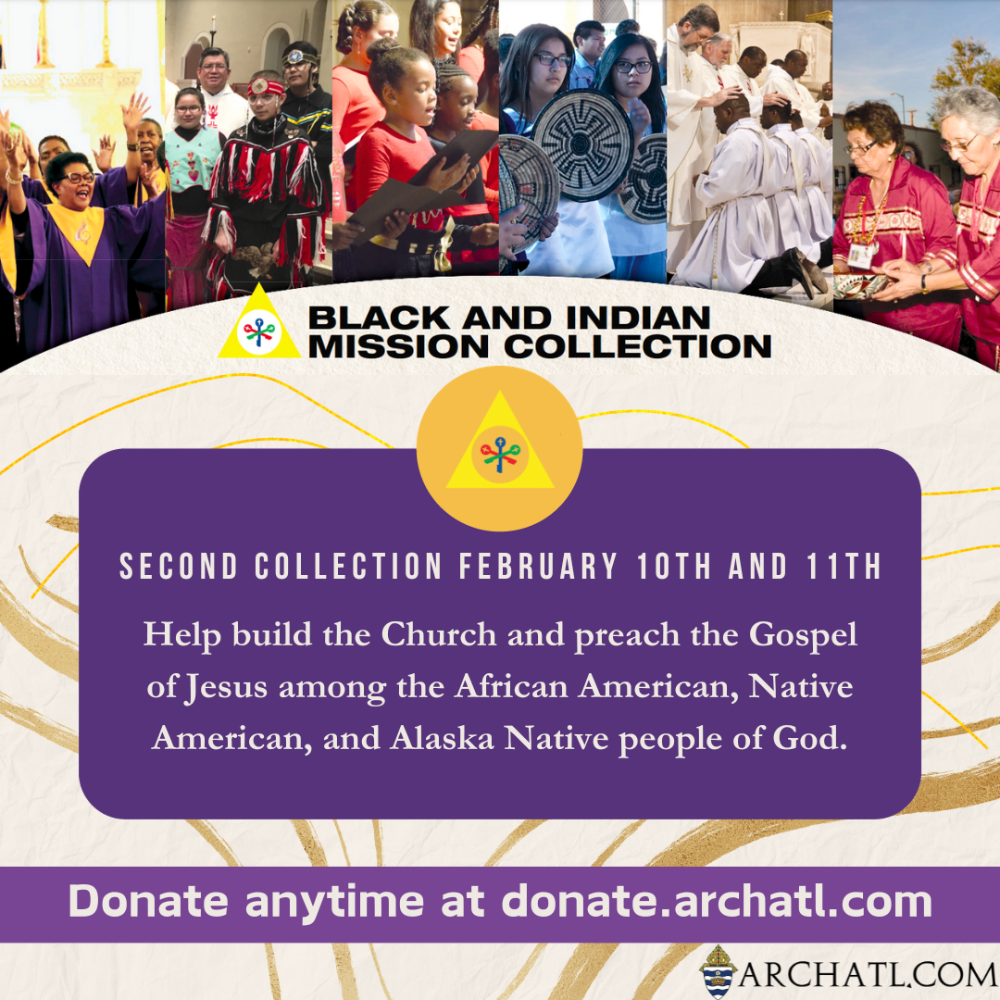 BLACK AND INDIAN
MISSION COLLECTION
SECOND COLLECTION FEBRUARY 10TH AND 11TH
Help build the Church and preach the Gospel
of Jesus among the African American, Native
American, and Alaska Native people of God.
Donate anytime at donate.archatl.com
ARCHATL.COM